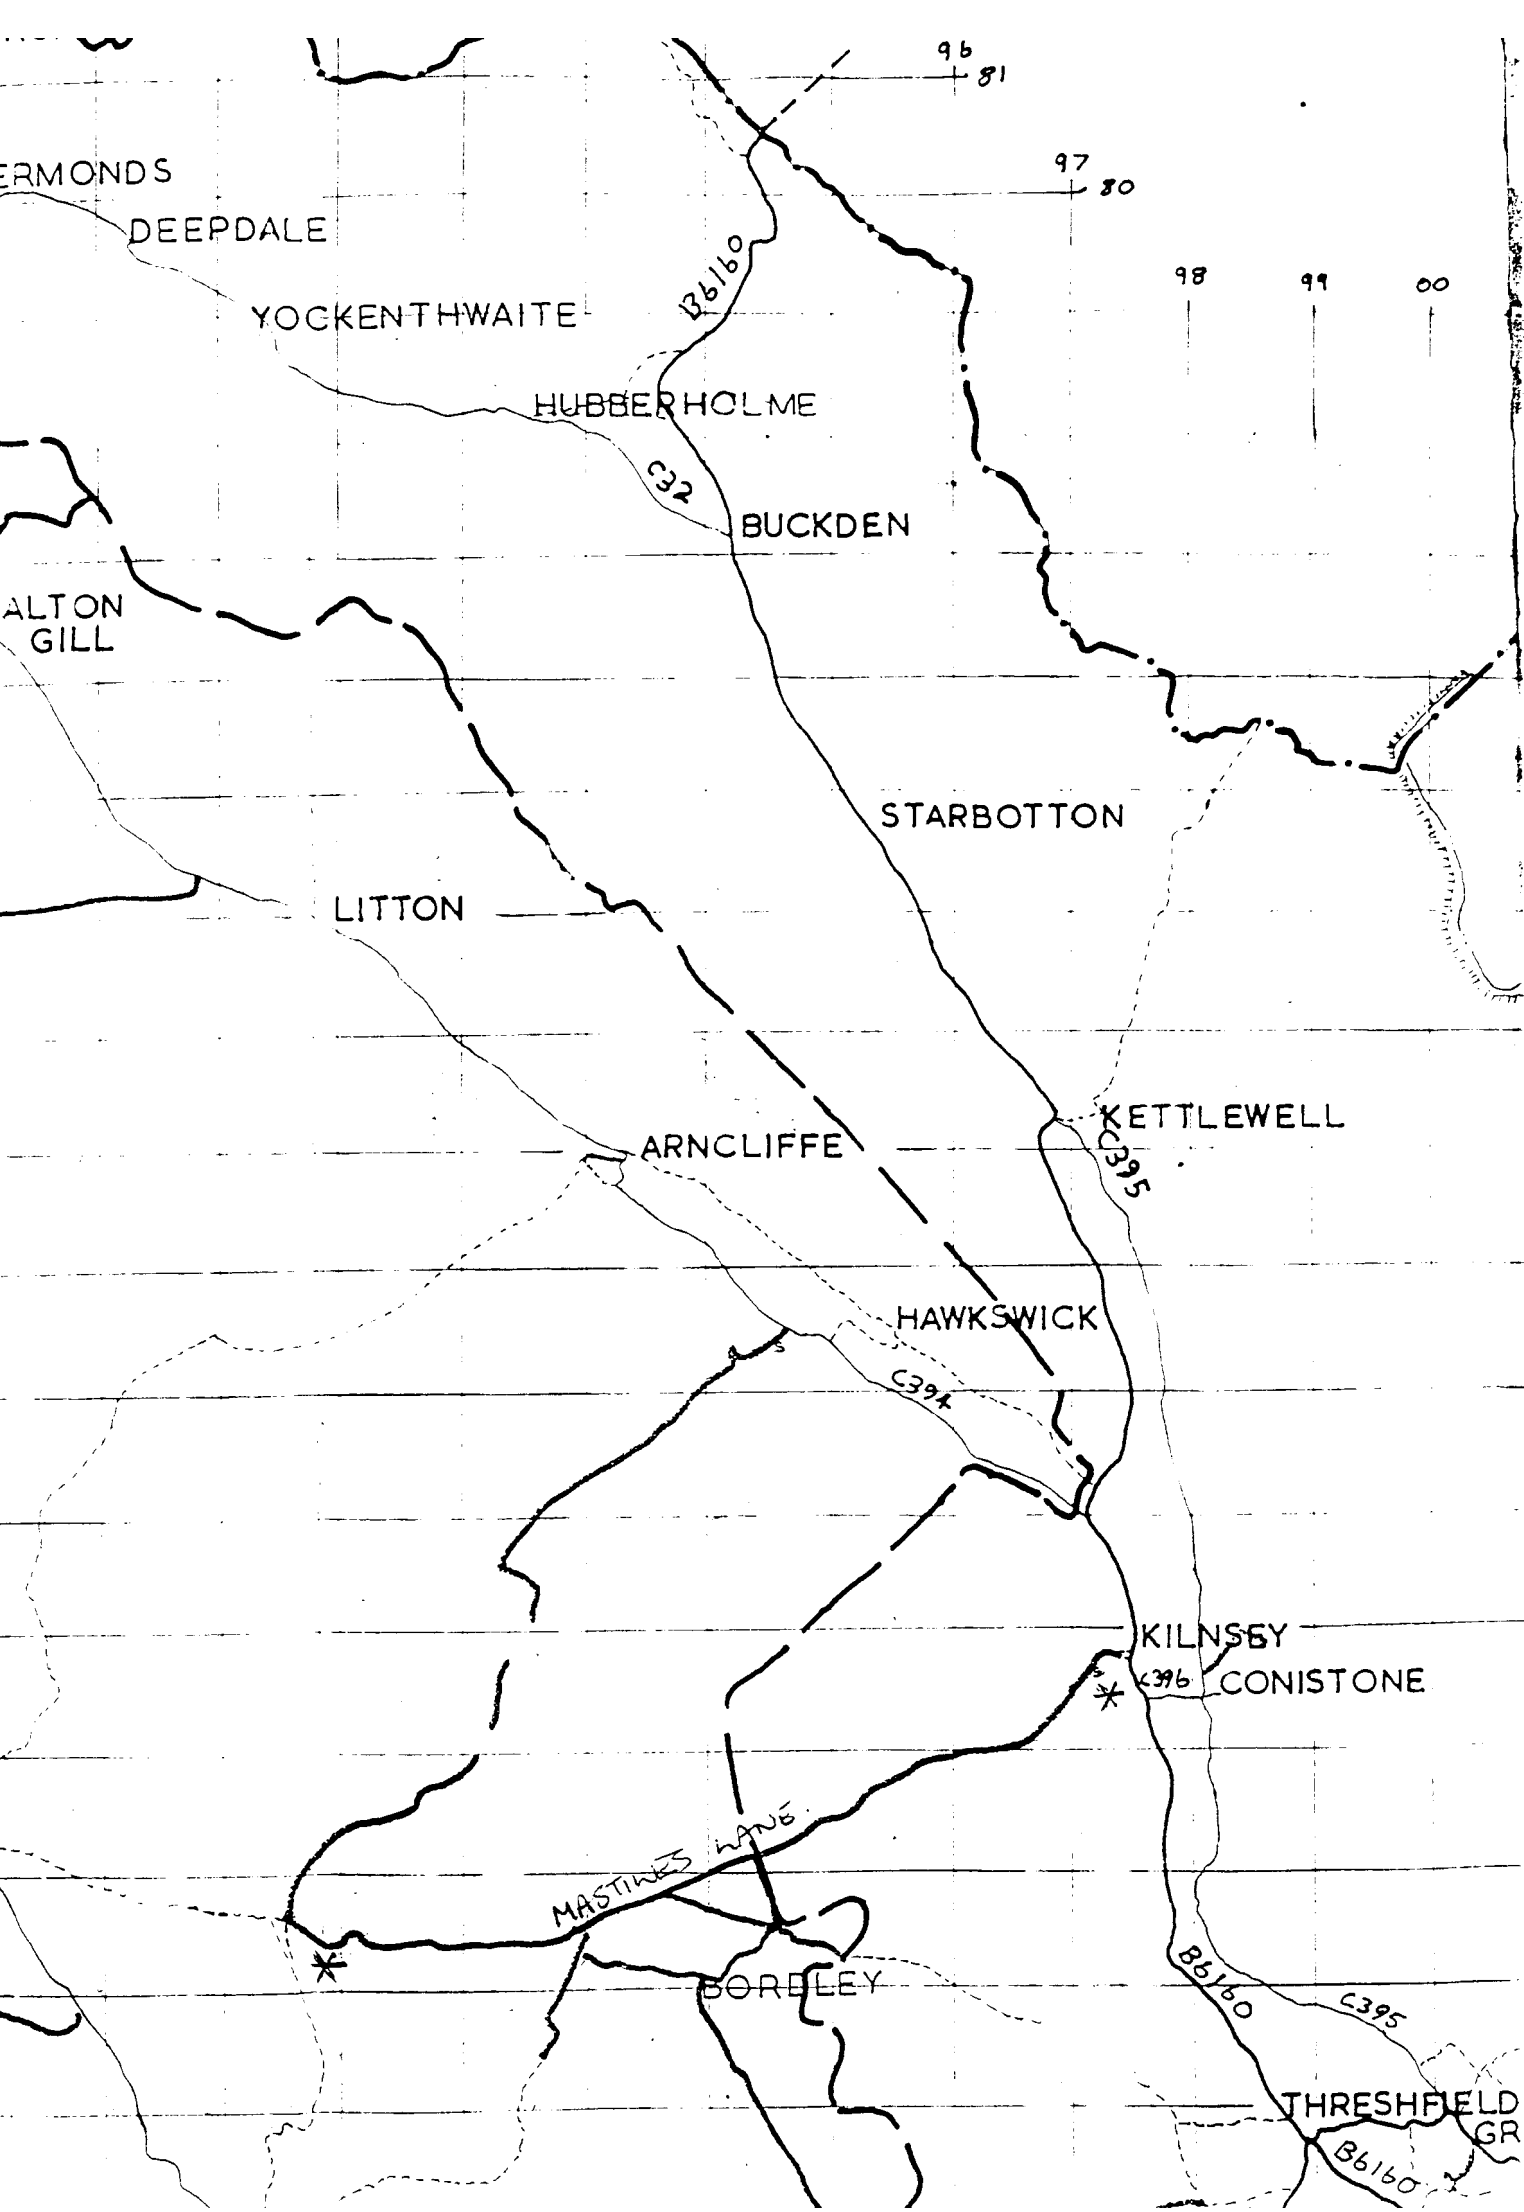 96
81
ERMONDS
97
80
DEEPDALE
B6160
98
99
00
YOCKENTHWAITE
HUBBERHOLME
C32
BUCKDEN
ALTON
GILL
STARBOTTON
LITTON
KETTLEWELL
ARNCLIFFE
C395
HAWKSWICK
C394
KILNSEY
C396
CONISTONE
*
MASTILES LANE.
*
BORDLEY
B6160
C395
THRESHFIELD
GR
B6160